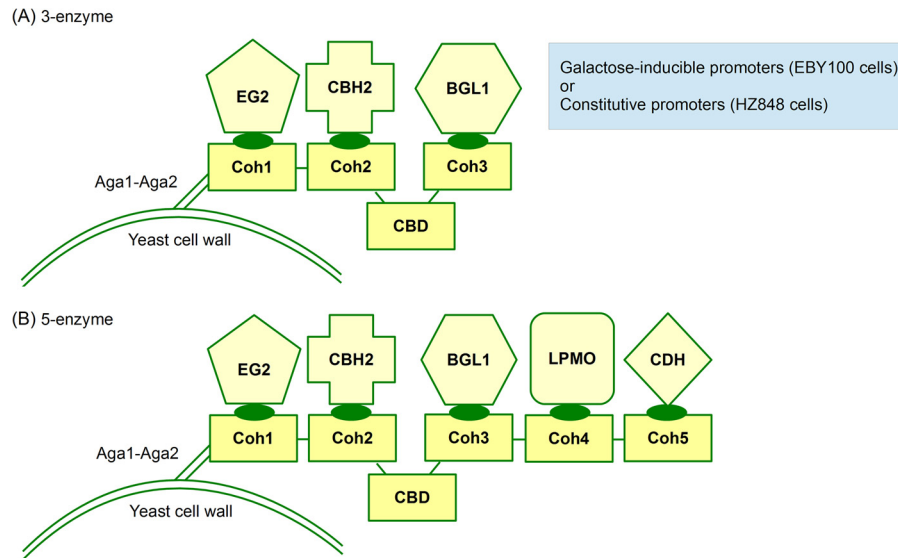 (A) 3-enzyme
EG2
CBH2
BGL1
Galactose-inducible promoters (EBY100 cells)
or
Constitutive promoters (HZ848 cells)
Coh1
Coh2
Coh3
Aga1-Aga2
CBD
Yeast cell wall
(B) 5-enzyme
EG2
CBH2
BGL1
LPMO
CDH
Coh1
Coh2
Coh3
Coh4
Coh5
Aga1-Aga2
CBD
Yeast cell wall